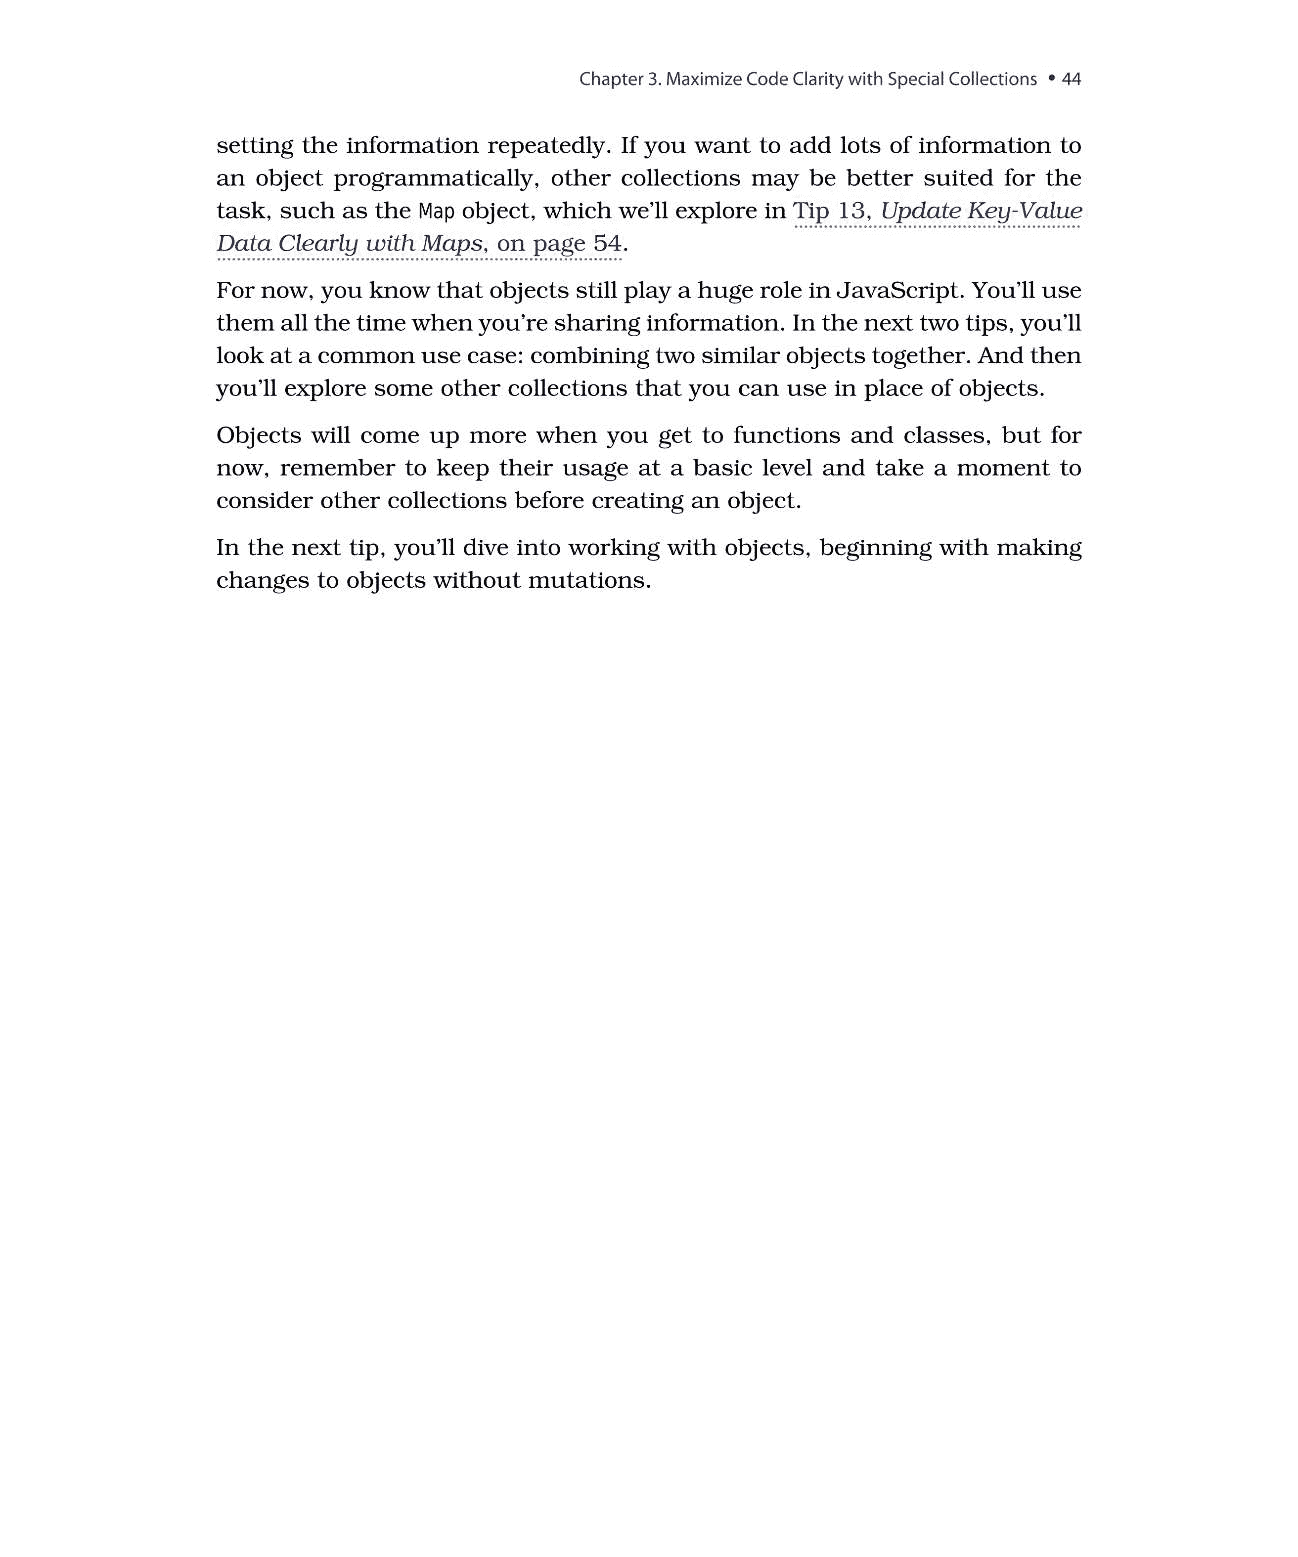 Chapter 3. Maximize Code Clarity with Special Collections • 44
setting the information repeatedly. If you want to add lots of information to
an object programmatically, other collections may be better suited for the
task, such as the Map object, which we’ll explore in Tip 13, Update Key-Value
Data Clearly with Maps, on page 54.
For now, you know that objects still play a huge role in JavaScript. You’ll use
them all the time when you’re sharing information. In the next two tips, you’ll
look at a common use case: combining two similar objects together. And then
you’ll explore some other collections that you can use in place of objects.
Objects will come up more when you get to functions and classes, but for
now, remember to keep their usage at a basic level and take a moment to
consider other collections before creating an object.
In the next tip, you’ll dive into working with objects, beginning with making
changes to objects without mutations.